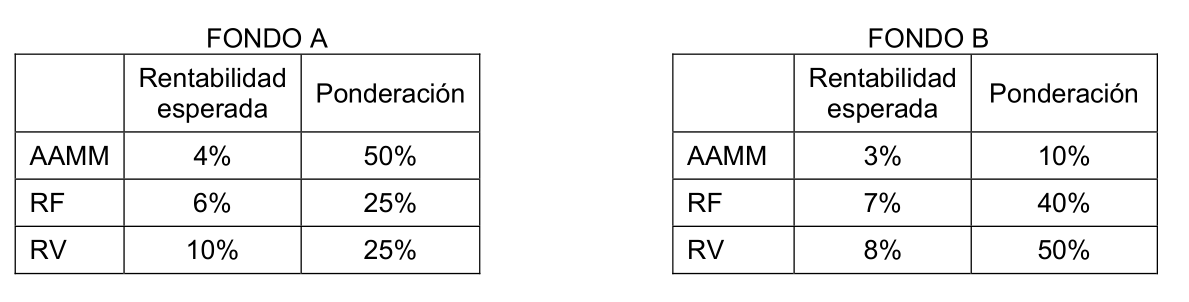 FONDO A
Rentabilidad esperada Ponderación
AAMM 4% 50%
RF 6% 25%
RV 10% 25%
FONDO B
Rentabilidad esperada Ponderación
AAMM 3% 10%
RF 7% 40%
RV 8% 50%